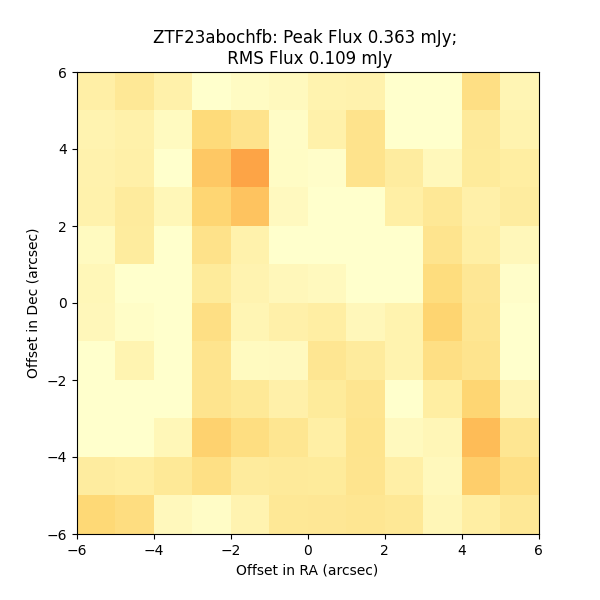 ZTF23abochfb: Peak Flux 0.363 mJy;
RMS Flux 0.109 mJy
6
4
2
0
−2
−4
−6
Offset in Dec (arcsec)
−6 −4 −2 0 2 4 6
Offset in RA (arcsec)